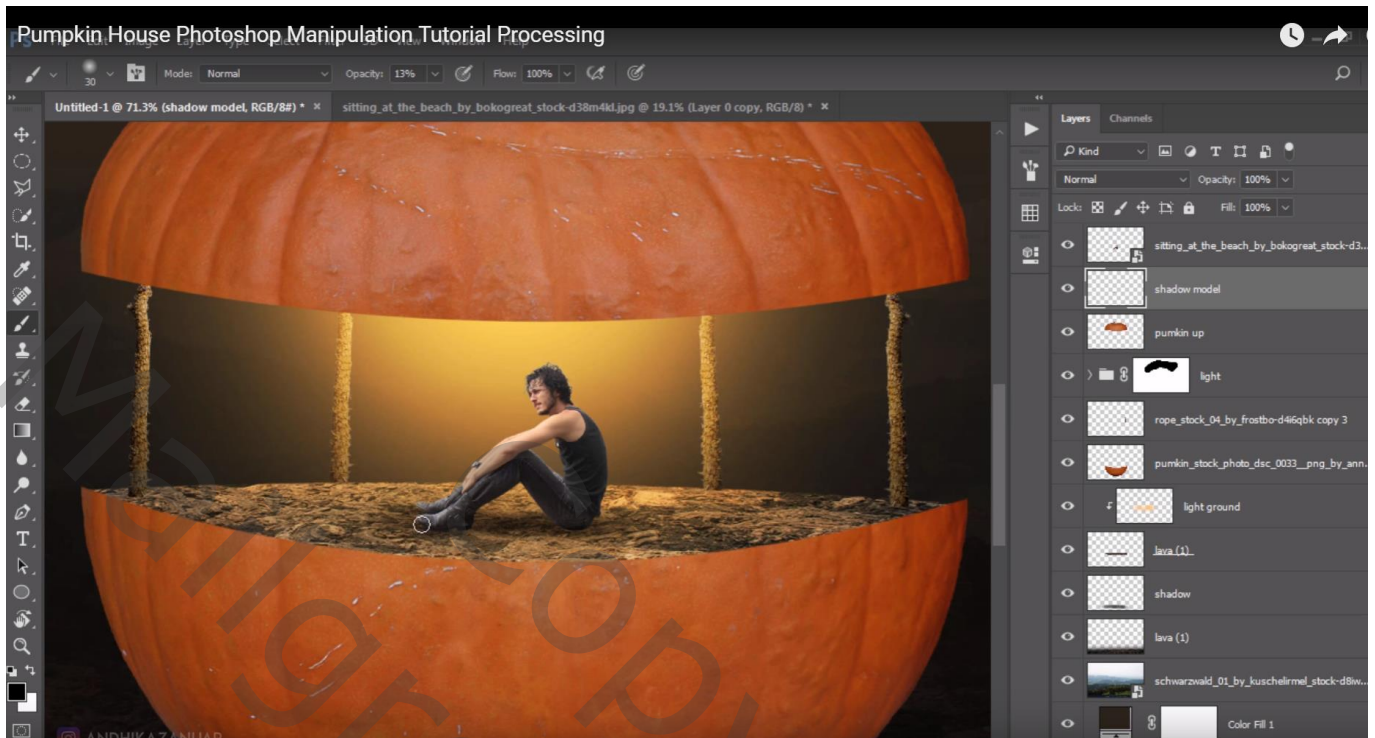 Pumpkin House Photoshop Manipulation Tutorial Processing
30
Mode: Normal
Opacity: 13%
Flow: 100%
Untitled-1 @ 71.3% (shadow model, RGB/8#) * ×
sitting_at_the_beach_by_bokogreat_stock-d38m4kl.jpg @ 19.1% (Layer 0 copy, RGB/8) * ×
Layers Channels
Kind
Normal Opacity: 100%
Lock: Fill: 100%
sitting_at_the_beach_by_bokogreat_stock-d3...
shadow model
pumkin up
light
rope_stock_04_by_frostbo-d4i6qbk copy 3
pumkin_stock_photo_dsc_0033__png_by_ann...
light ground
lava (1)
shadow
lava (1)
schwarzwald_01_by_kuschelirmel_stock-d8iw...
Color Fill 1
ANDHIKAZANUAR